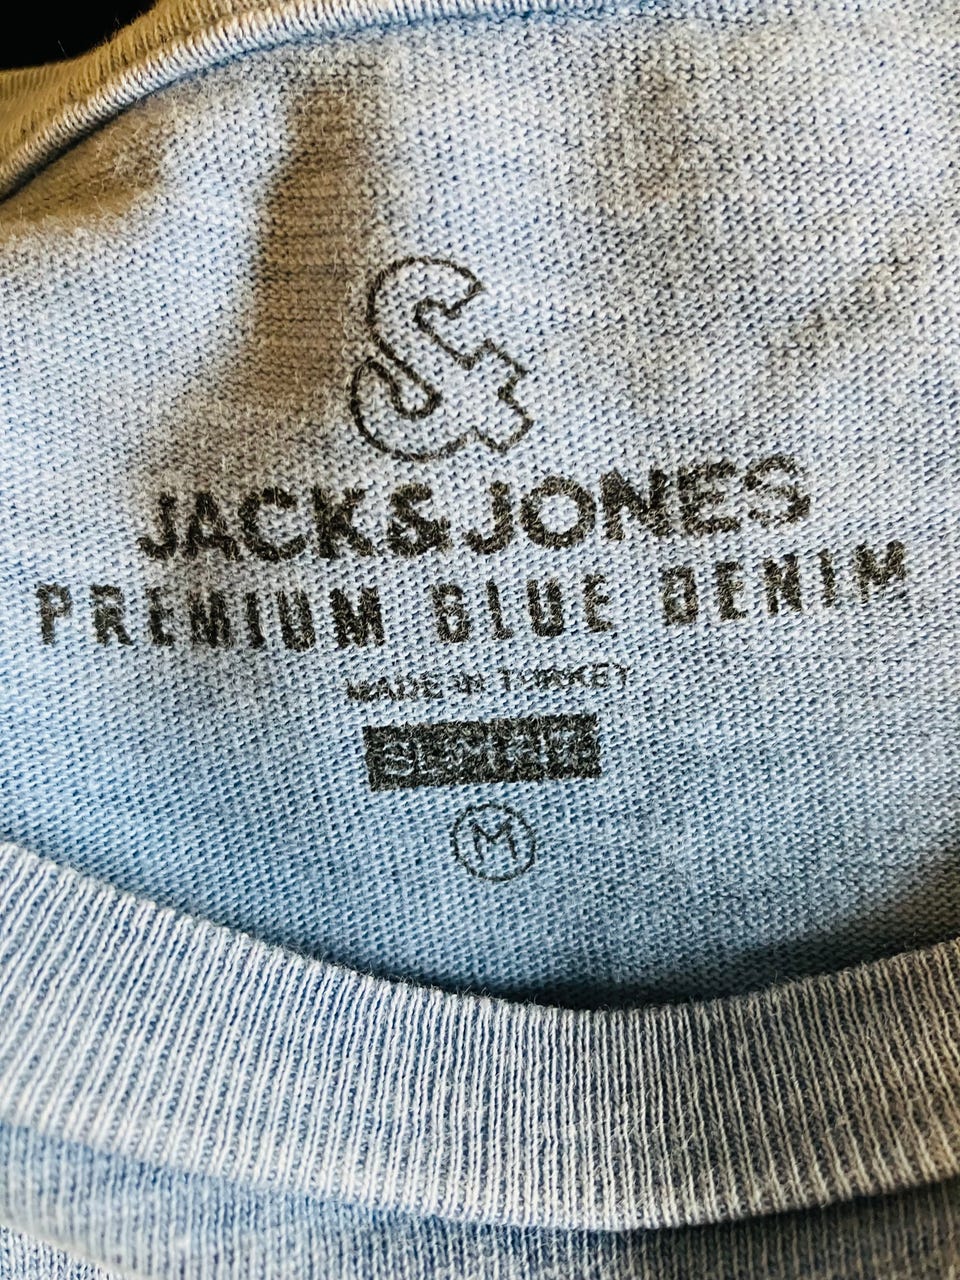 &
JACK&JONES
PREMIUM BLUE DENIM
MADE IN TURKEY
M